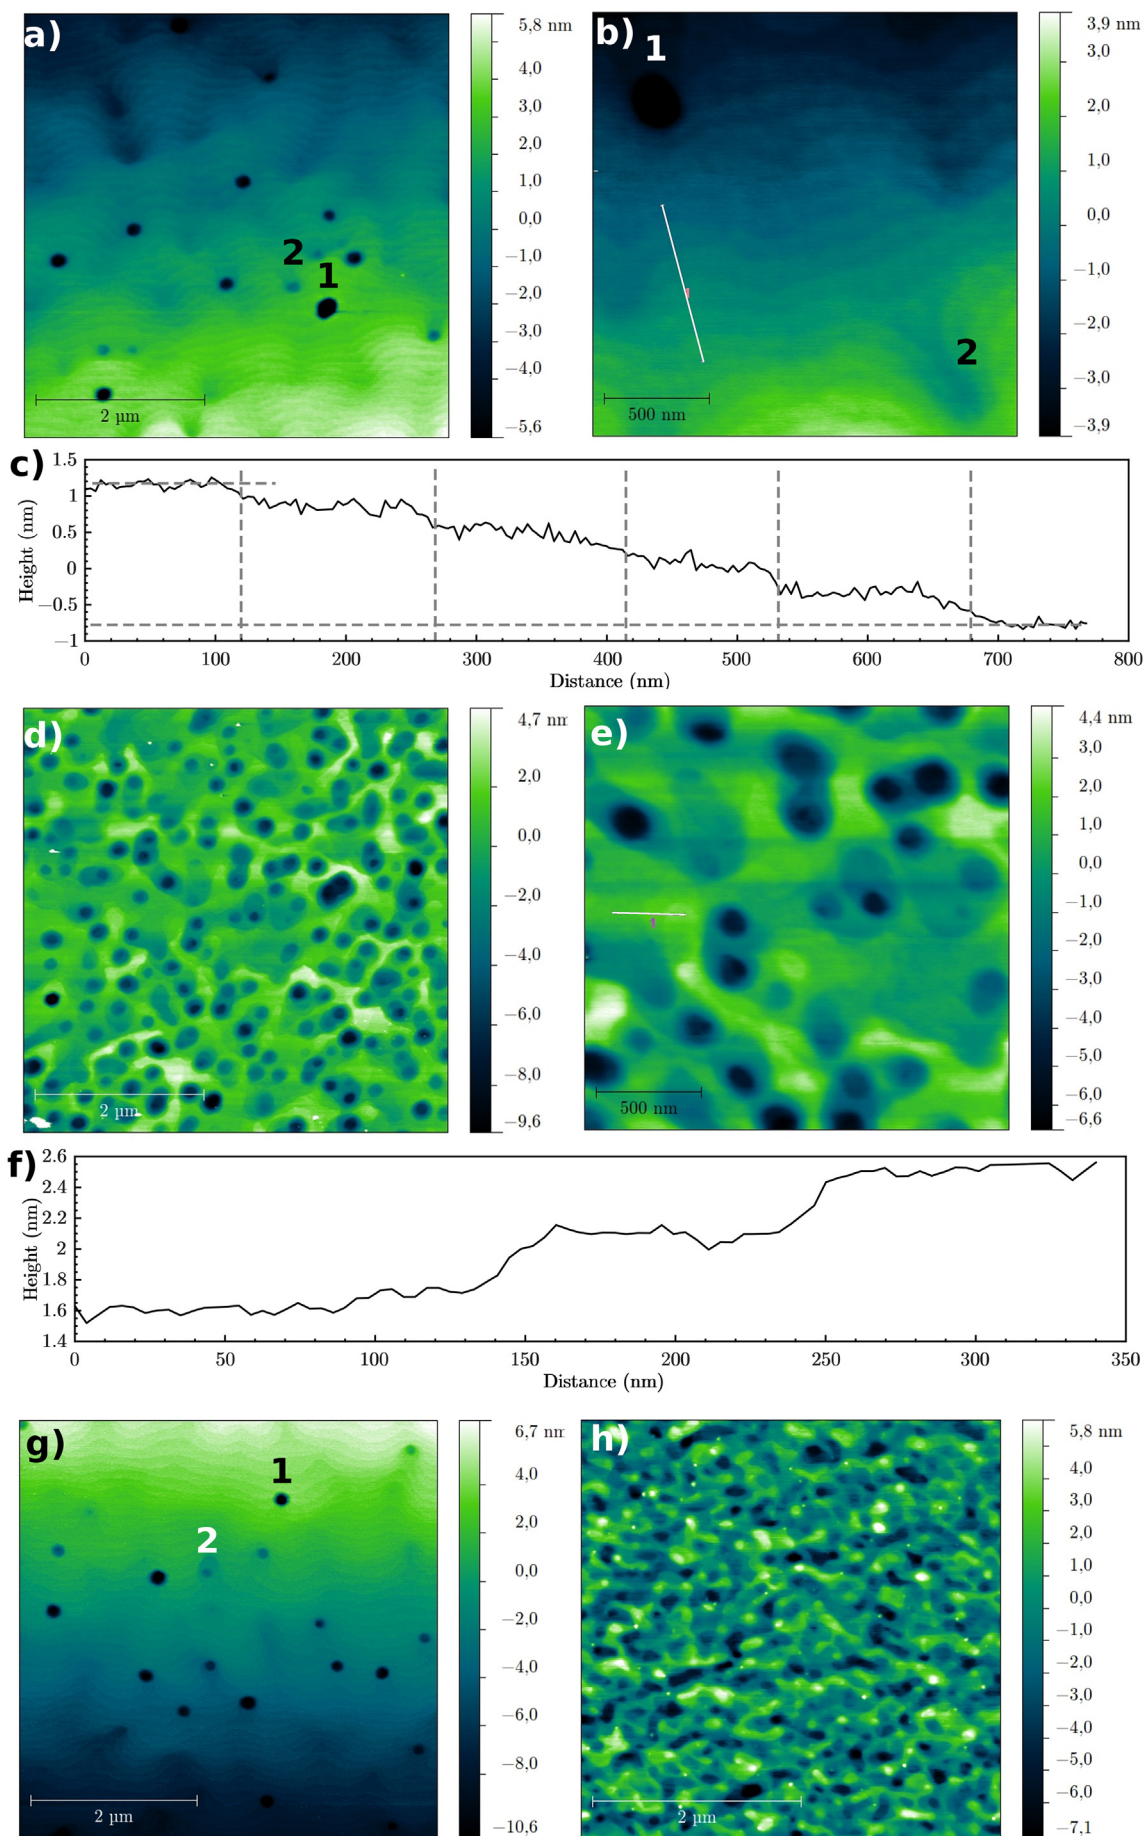 a)
2
1
2 µm
5,8 nm
4,0
3,0
2,0
1,0
0,0
−1,0
−2,0
−3,0
−4,0
−5,6
b)
1
2
500 nm
3,9 nm
3,0
2,0
1,0
0,0
−1,0
−2,0
−3,0
−3,9
c)
Height (nm)
1.5
1
0.5
0
−0.5
−1
0 100 200 300 400 500 600 700 800
Distance (nm)
d)
2 µm
4,7 nm
2,0
0,0
−2,0
−4,0
−6,0
−8,0
−9,6
e)
500 nm
4,4 nm
3,0
2,0
1,0
0,0
−1,0
−2,0
−3,0
−4,0
−5,0
−6,0
−6,6
f)
Height (nm)
2.6
2.4
2.2
2
1.8
1.6
1.4
0 50 100 150 200 250 300 350
Distance (nm)
g)
1
2
2 µm
6,7 nm
4,0
2,0
0,0
−2,0
−4,0
−6,0
−8,0
−10,6
h)
2 µm
5,8 nm
4,0
3,0
2,0
1,0
0,0
−1,0
−2,0
−3,0
−4,0
−5,0
−6,0
−7,1